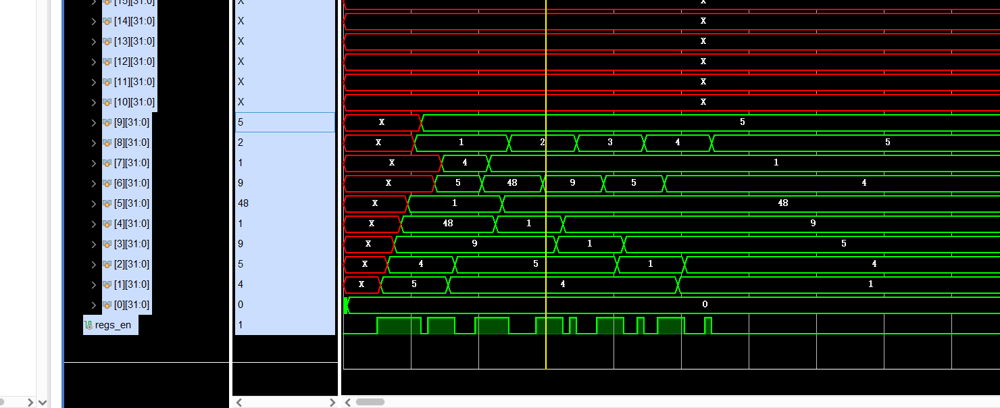 [15][31:0] X X
[14][31:0] X X
[13][31:0] X X
[12][31:0] X X
[11][31:0] X X
[10][31:0] X X
[9][31:0] 5 X 5
[8][31:0] 2 X 1 2 3 4 5
[7][31:0] 1 X 4 1
[6][31:0] 9 X 5 48 9 5 4
[5][31:0] 48 X 1 48
[4][31:0] 1 X 48 1 9
[3][31:0] 9 X 9 1 5
[2][31:0] 5 X 4 5 1 4
[1][31:0] 4 X 5 4 1
[0][31:0] 0 0
regs_en 1